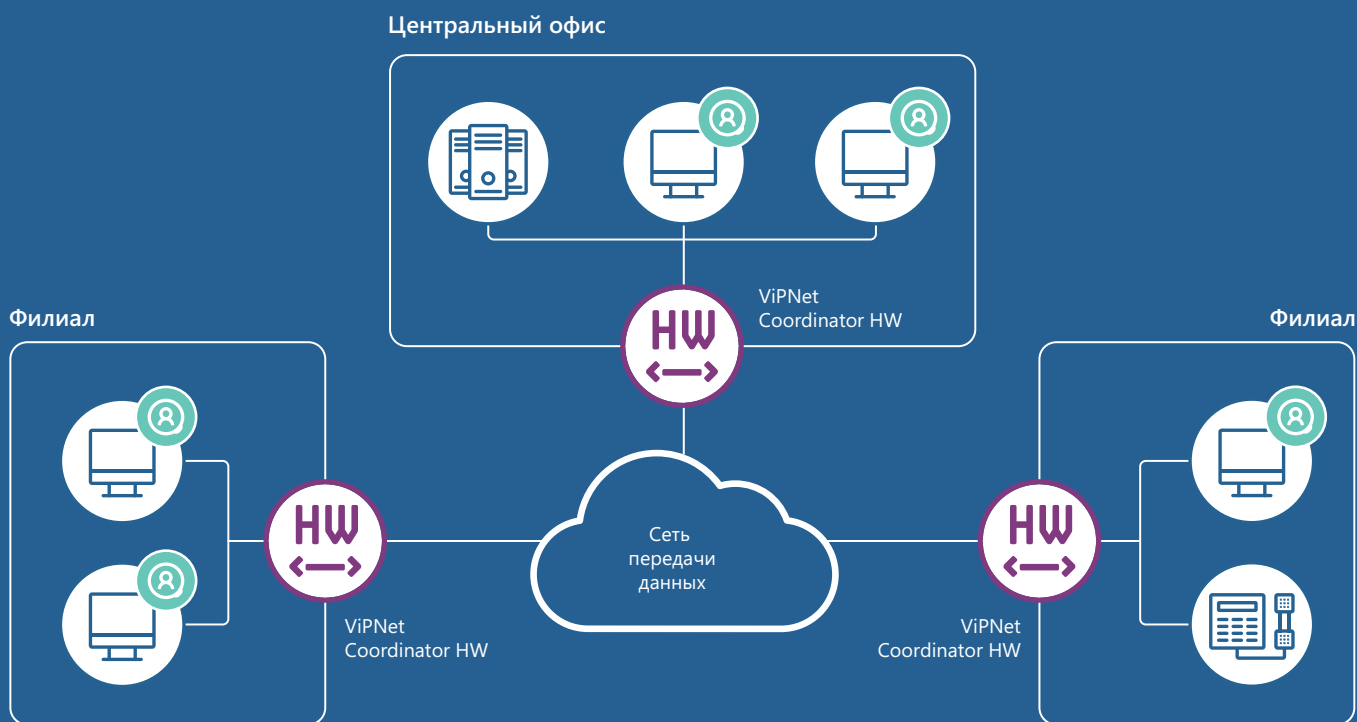 Центральный офис
ViPNet
Coordinator HW
HW
Филиал
Филиал
HW
ViPNet
Coordinator HW
Сеть
передачи
данных
HW
ViPNet
Coordinator HW